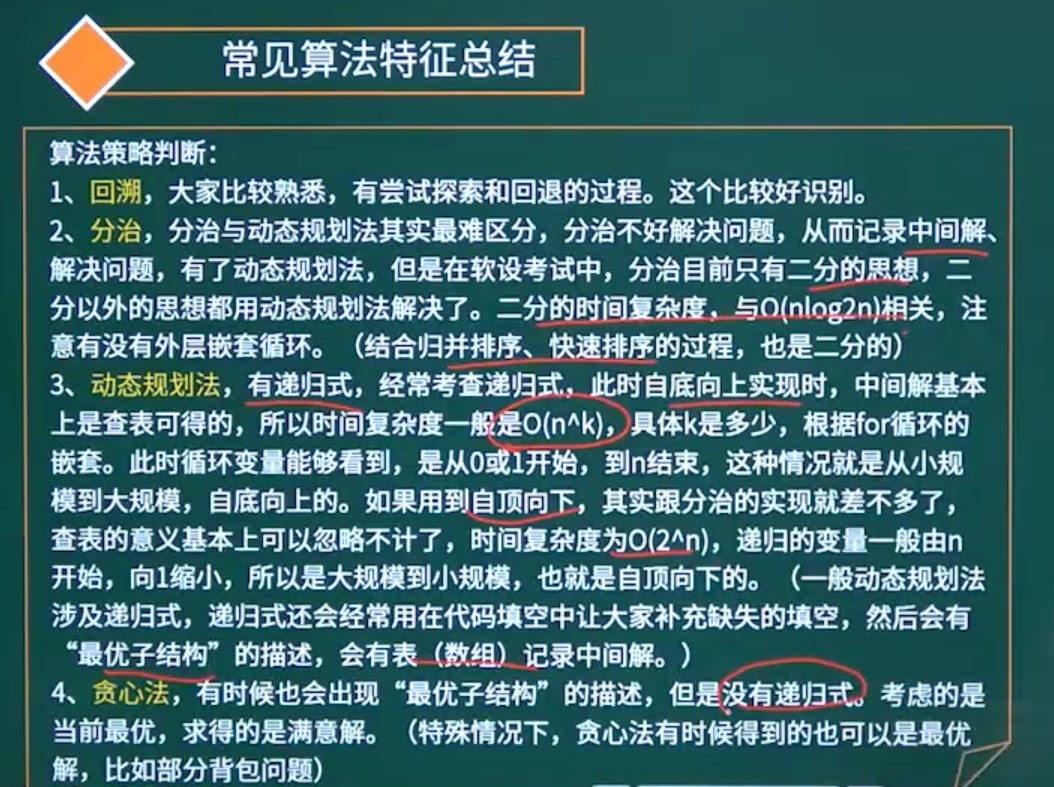 常见算法特征总结
算法策略判断：
1、回溯，大家比较熟悉，有尝试探索和回退的过程。这个比较好识别。
2、分治，分治与动态规划法其实最难区分，分治不好解决问题，从而记录中间解、
解决问题，有了动态规划法，但是在软设考试中，分治目前只有二分的思想，二
分以外的思想都用动态规划法解决了。二分的时间复杂度，与O(nlog2n)相关，注
意有没有外层嵌套循环。（结合归并排序、快速排序的过程，也是二分的）
3、动态规划法，有递归式，经常考查递归式，此时自底向上实现时，中间解基本
上是查表可得的，所以时间复杂度一般是O(n^k)，具体k是多少，根据for循环的
嵌套。此时循环变量能够看到，是从0或1开始，到n结束，这种情况就是从小规
模到大规模，自底向上的。如果用到自顶向下，其实跟分治的实现就差不多了，
查表的意义基本上可以忽略不计了，时间复杂度为O(2^n)，递归的变量一般由n
开始，向1缩小，所以是大规模到小规模，也就是自顶向下的。（一般动态规划法
涉及递归式，递归式还会经常用在代码填空中让大家补充缺失的填空，然后会有
“最优子结构”的描述，会有表（数组）记录中间解。）
4、贪心法，有时候也会出现“最优子结构”的描述，但是没有递归式。考虑的是
当前最优，求得的是满意解。（特殊情况下，贪心法有时候得到的也可以是最优
解，比如部分背包问题）